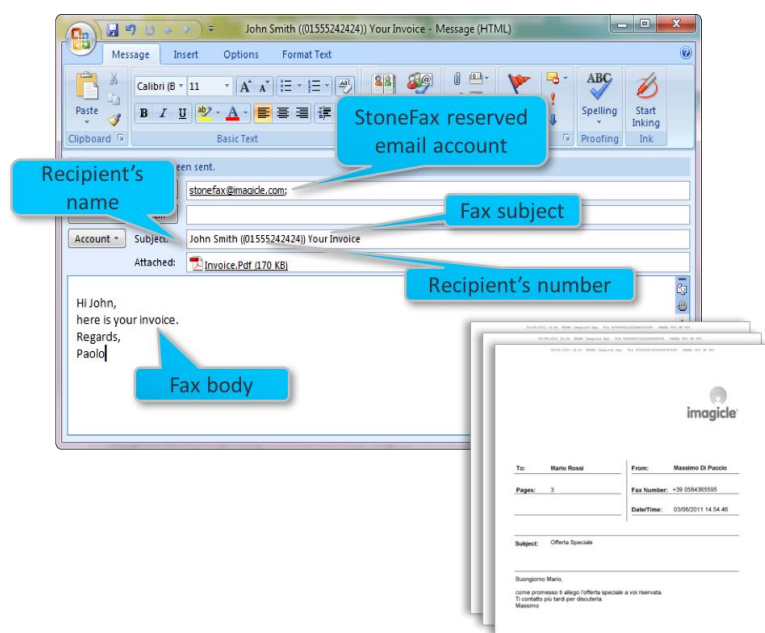 John Smith ((01555242424)) Your Invoice - Message (HTML)
Message Insert Options Format Text
Calibri (B 11
Paste
B I U
ABC
Spelling
Start Inking
Clipboard Basic Text Proofing Ink
StoneFax reserved
email account
en sent.
Recipient's
name
stonefax@imagicle.com;
Fax subject
Account Subject: John Smith ((01555242424)) Your Invoice
Attached: Invoice.Pdf (170 KB)
Recipient's number
Hi John,
here is your invoice.
Regards,
Paolo
Fax body
imagicle
To: Mario Rossi From: Massimo Di Puccio
Pages: 3 Fax Number: +39 0584365595
Date/Time: 03/08/2011 14.54.46
Subject: Offerta Speciale
Buongiorno Mario,
come promesso ti allego l'offerta speciale a voi riservata.
Ti contatto più tardi per discuterla.
Massimo